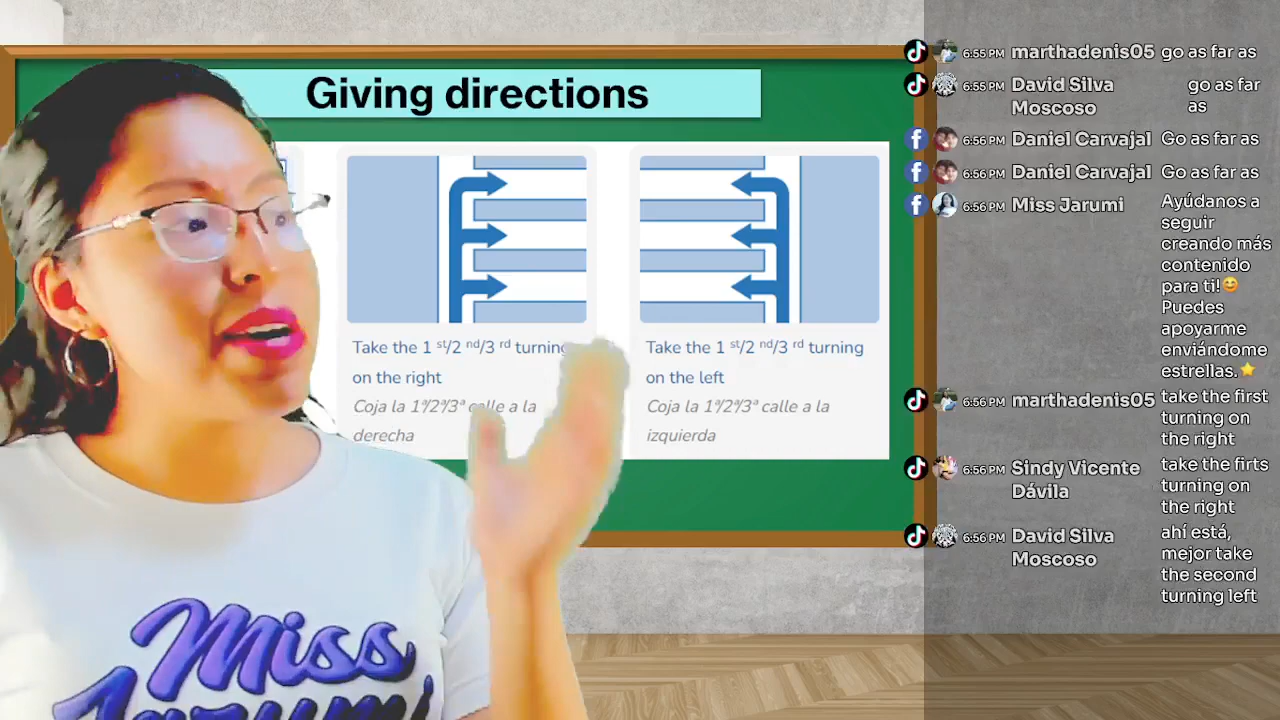 Giving directions
Take the 1 st/2 nd/3 rd turning
on the right
Coja la 1ª/2ª/3ª calle a la
derecha
Take the 1 st/2 nd/3 rd turning
on the left
Coja la 1ª/2ª/3ª calle a la
izquierda
Miss
Jarumi
6:55 PM marthadenis05 go as far as
6:55 PM David Silva Moscoso go as far
as
6:56 PM Daniel Carvajal Go as far as
6:56 PM Daniel Carvajal Go as far as
6:56 PM Miss Jarumi Ayúdanos a
seguir
creando más
contenido
para ti!😊
Puedes
apoyarme
enviándome
estrellas.⭐
6:56 PM marthadenis05 take the first
turning on
the right
6:56 PM Sindy Vicente Dávila take the firts
turning on
the right
6:56 PM David Silva Moscoso ahí está,
mejor take
the second
turning left